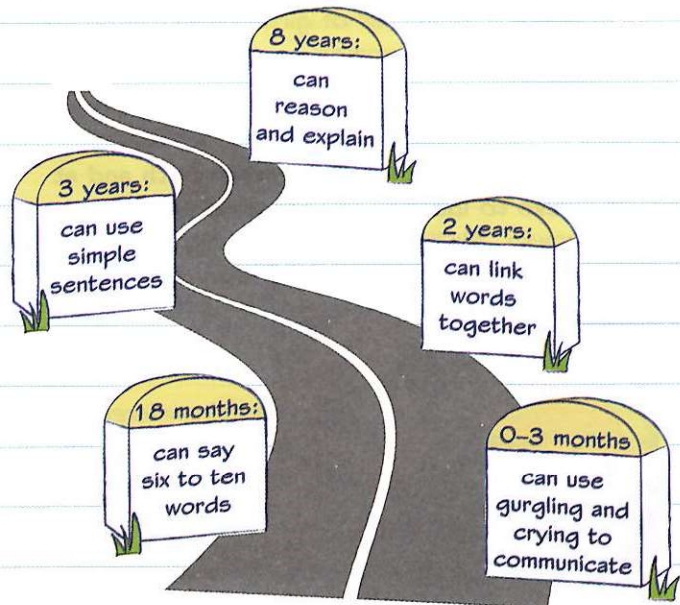 8 years:
can
reason
and explain
3 years:
can use
simple
sentences
2 years:
can link
words
together
18 months:
can say
six to ten
words
0–3 months
can use
gurgling and
crying to
communicate